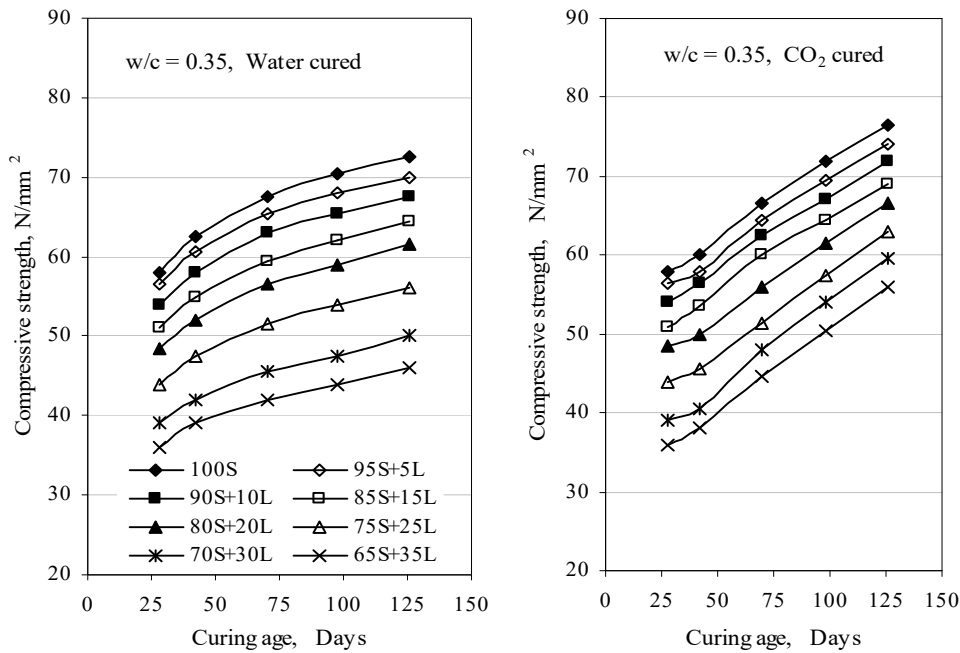 90
80
70
60
50
40
30
20
0
25
50
75
100
125
150
Compressive strength, N/mm ²
Curing age, Days
w/c = 0.35, Water cured
100S
95S+5L
90S+10L
85S+15L
80S+20L
75S+25L
70S+30L
65S+35L
90
80
70
60
50
40
30
20
0
25
50
75
100
125
150
Compressive strength, N/mm ²
Curing age, Days
w/c = 0.35, CO₂ cured